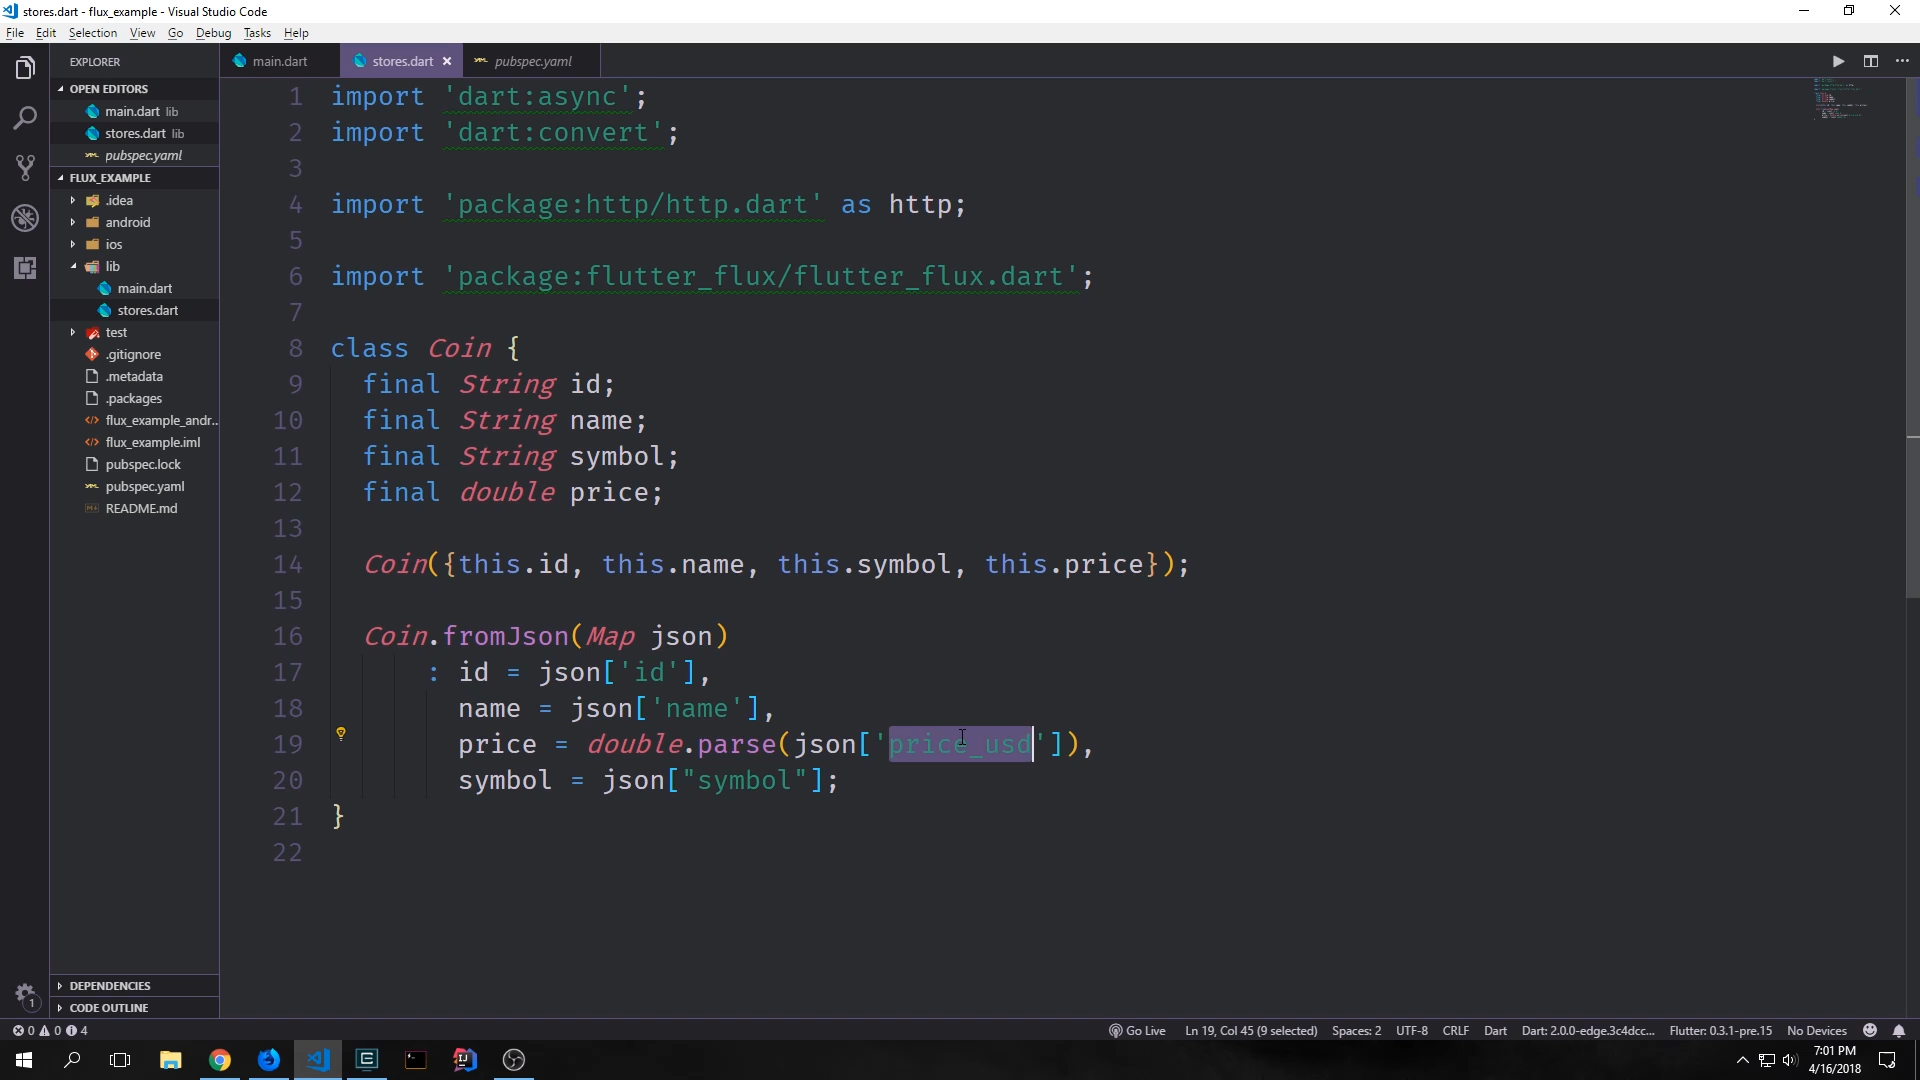 stores.dart - flux_example - Visual Studio Code
File Edit Selection View Go Debug Tasks Help
EXPLORER
OPEN EDITORS
main.dart lib
stores.dart lib
pubspec.yaml
FLUX_EXAMPLE
.idea
android
ios
lib
main.dart
stores.dart
test
.gitignore
.metadata
.packages
flux_example_andr...
flux_example.iml
pubspec.lock
pubspec.yaml
README.md
DEPENDENCIES
CODE OUTLINE
main.dart stores.dart pubspec.yaml
1 import 'dart:async';
2 import 'dart:convert';
3
4 import 'package:http/http.dart' as http;
5
6 import 'package:flutter_flux/flutter_flux.dart';
7
8 class Coin {
9 final String id;
10 final String name;
11 final String symbol;
12 final double price;
13
14 Coin({this.id, this.name, this.symbol, this.price});
15
16 Coin.fromJson(Map json)
17 : id = json['id'],
18 name = json['name'],
19 price = double.parse(json['price_usd']),
20 symbol = json["symbol"];
21 }
22
1
0 0 4 Go Live Ln 19, Col 45 (9 selected) Spaces: 2 UTF-8 CRLF Dart Dart: 2.0.0-edge.3c4dcc... Flutter: 0.3.1-pre.15 No Devices
7:01 PM
4/16/2018